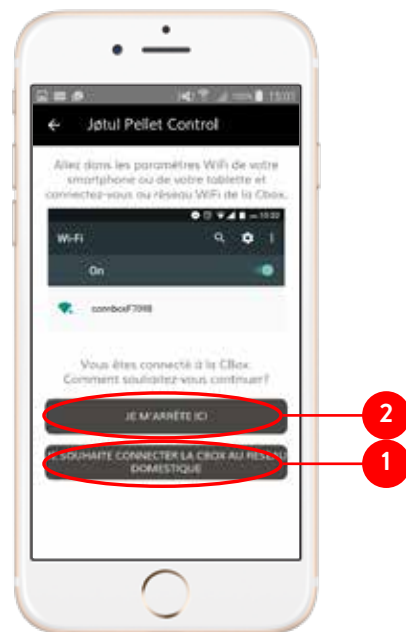 15:01
← Jøtul Pellet Control
Allez dans les paramètres WiFi de votre
smartphone ou de votre tablette et
connectez-vous au réseau WiFi de la Cbox.
Wi-Fi
On
Vous êtes connecté à la CBox.
Comment souhaitez-vous continuer?
JE M'ARRÊTE ICI
2
JE SOUHAITE CONNECTER LA CBOX AU RÉSEAU
DOMESTIQUE
1